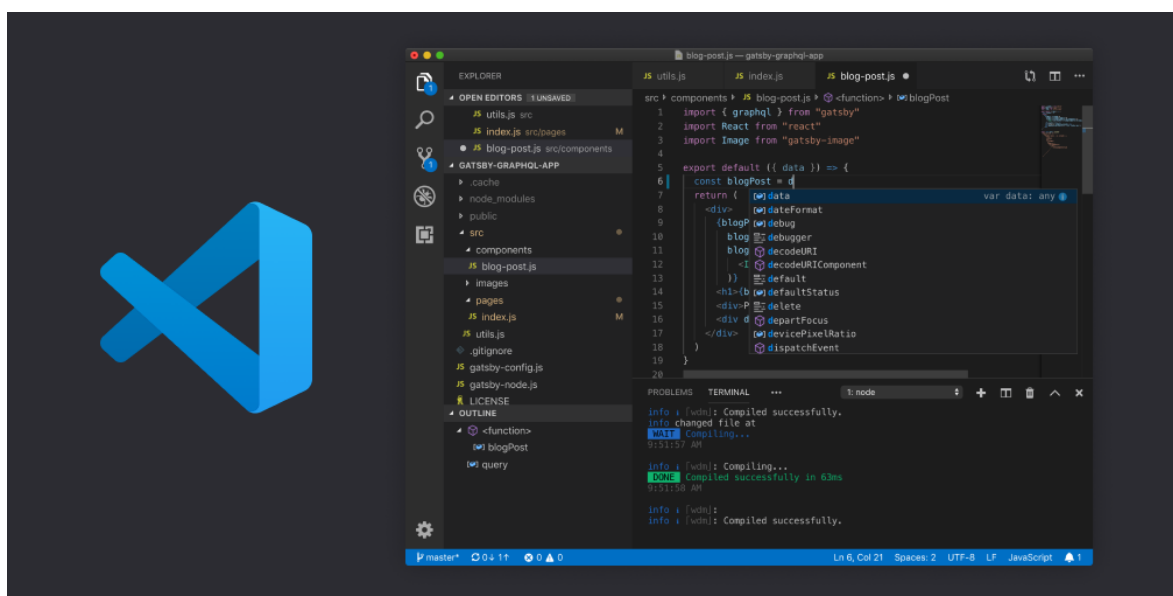 blog-post.js — gatsby-graphql-app
EXPLORER
OPEN EDITORS 1 UNSAVED
JS utils.js src
JS index.js src/pages M
JS blog-post.js src/components
GATSBY-GRAPHQL-APP
.cache
node_modules
public
src
components
JS blog-post.js
images
pages
JS index.js M
JS utils.js
.gitignore
JS gatsby-config.js
JS gatsby-node.js
LICENSE
OUTLINE
<function>
blogPost
query
JS utils.js JS index.js JS blog-post.js
src components JS blog-post.js <function> blogPost
1 import { graphql } from "gatsby"
2 import React from "react"
3 import Image from "gatsby-image"
4
5 export default ({ data }) => {
6 const blogPost = d
7 return (
8 <div>
9 {blogP
10 blog
11 blog
12 <I
13 )}
14 <h1>{b
15 <div>P
16 <div d
17 </div>
18 )
19 }
20
data var data: any
dateFormat
debug
debugger
decodeURI
decodeURIComponent
default
defaultStatus
delete
departFocus
devicePixelRatio
dispatchEvent
PROBLEMS TERMINAL 1: node
info : [wdm]: Compiled successfully.
info changed file at
WAIT Compiling...
9:51:57 AM
info : [wdm]: Compiling...
DONE Compiled successfully in 63ms
9:51:58 AM
info : [wdm]:
info : [wdm]: Compiled successfully.
master* 0↓ 1↑ 0 0 Ln 6, Col 21 Spaces: 2 UTF-8 LF JavaScript 1